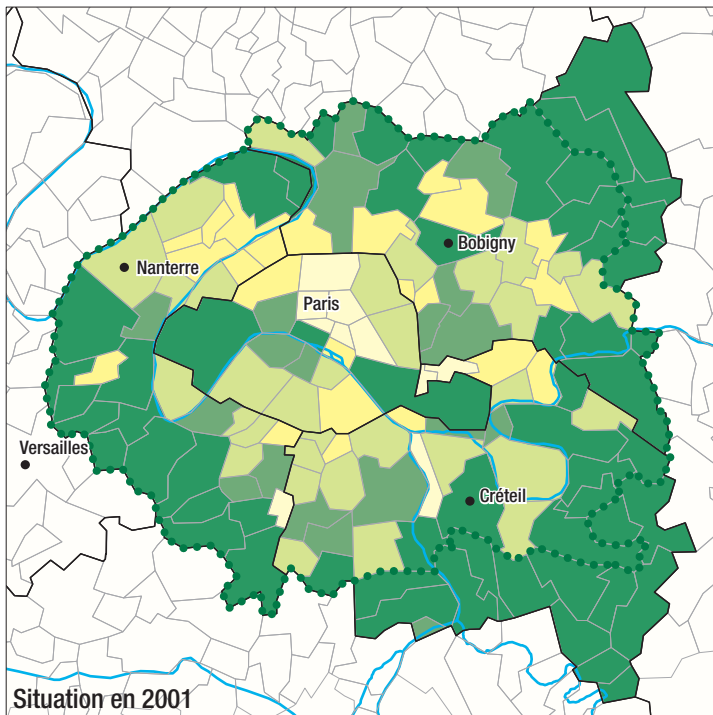 Bobigny
Nanterre
Paris
Versailles
Créteil
Situation en 2001